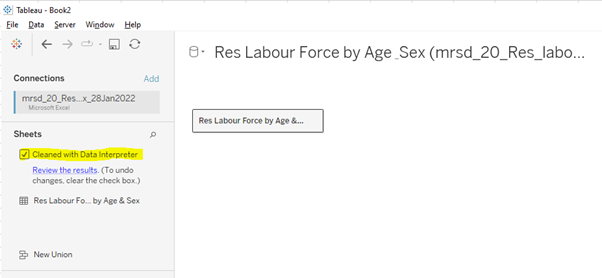 Tableau - Book2
File Data Server Window Help
Connections Add
mrsd_20_Res...x_28Jan2022
Microsoft Excel
Sheets
Cleaned with Data Interpreter
Review the results. (To undo
changes, clear the check box.)
Res Labour Fo... by Age & Sex
New Union
Res Labour Force by Age _Sex (mrsd_20_Res_labo...
Res Labour Force by Age &...